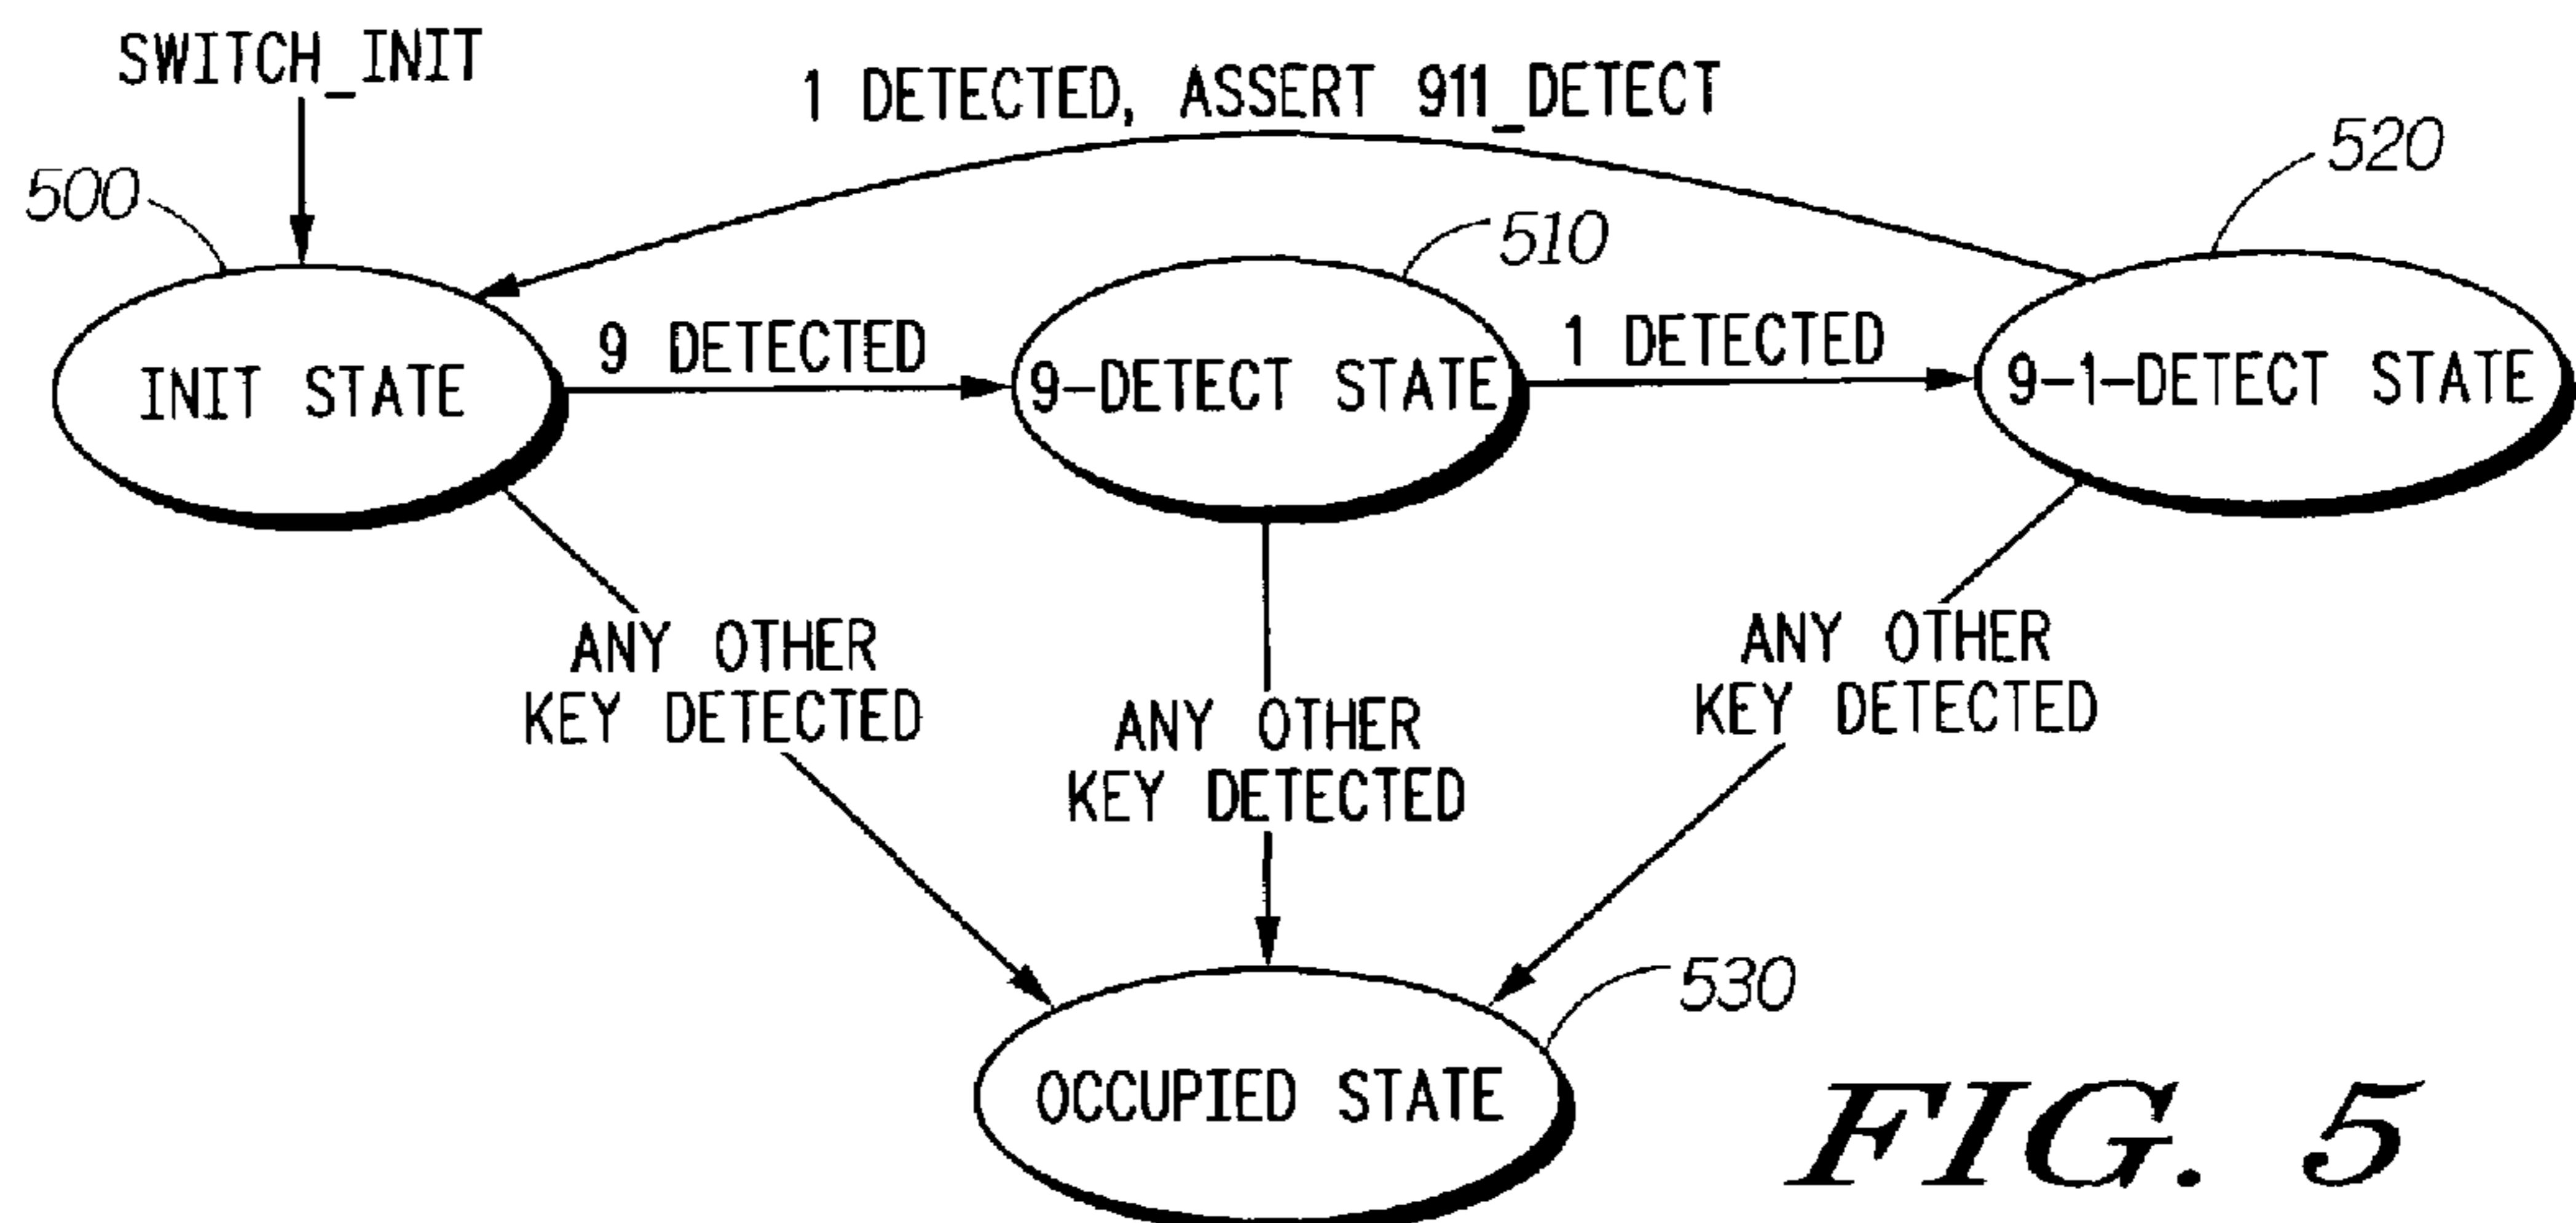 SWITCH_INIT
1 DETECTED, ASSERT 911_DETECT
500
510
520
INIT STATE
9 DETECTED
9-DETECT STATE
1 DETECTED
9-1-DETECT STATE
ANY OTHER
KEY DETECTED
ANY OTHER
KEY DETECTED
ANY OTHER
KEY DETECTED
530
OCCUPIED STATE
FIG. 5